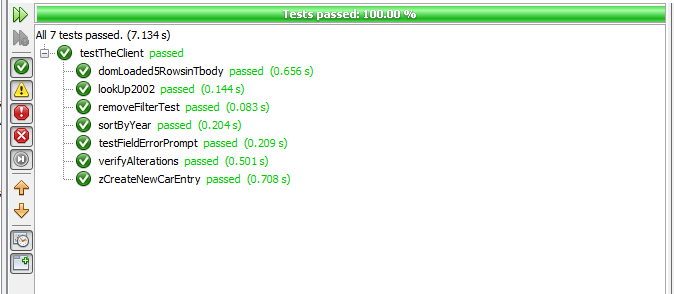 Tests passed: 100.00 %
All 7 tests passed. (7.134 s)
testTheClient passed
domLoaded5RowsinTbody passed (0.656 s)
lookUp2002 passed (0.144 s)
removeFilterTest passed (0.083 s)
sortByYear passed (0.204 s)
testFieldErrorPrompt passed (0.209 s)
verifyAlterations passed (0.501 s)
zCreateNewCarEntry passed (0.708 s)